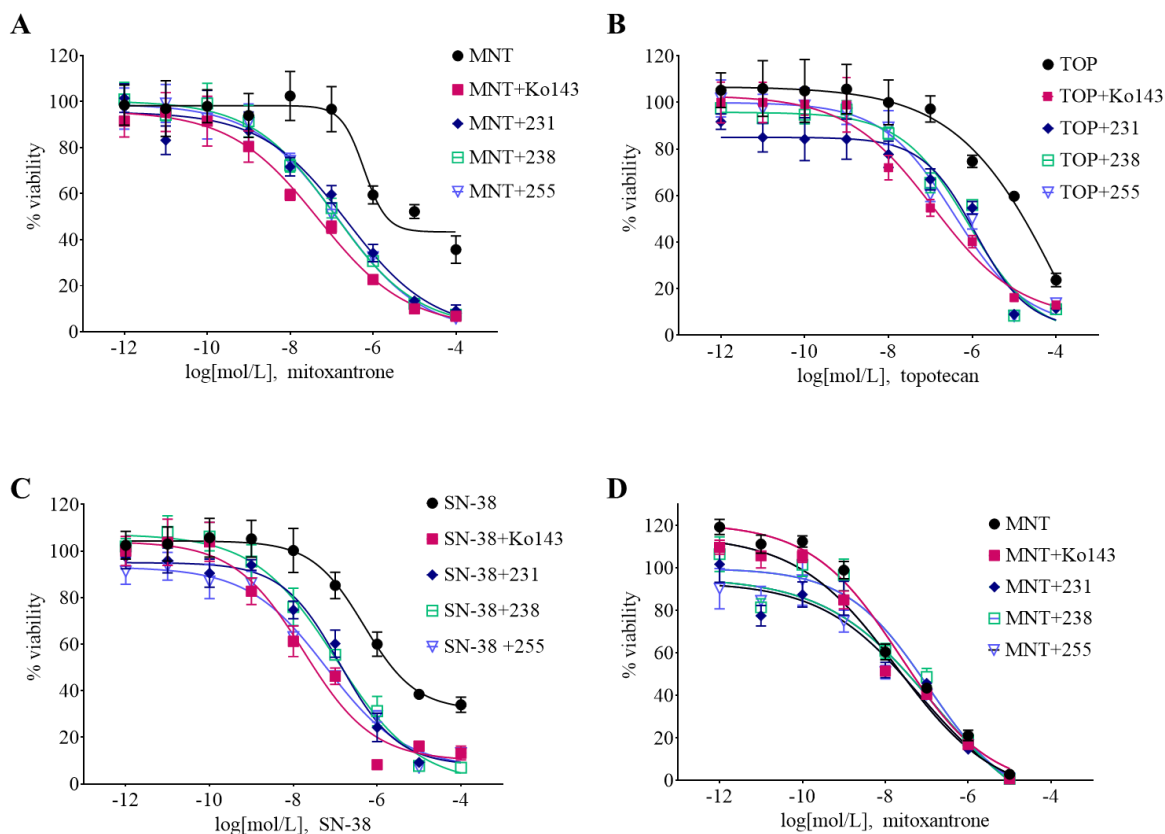 A
120
100
80
60
40
20
0
% viability
-12
-10
-8
-6
-4
log[mol/L], mitoxantrone
MNT
MNT+Ko143
MNT+231
MNT+238
MNT+255
B
120
100
80
60
40
20
0
% viability
-12
-10
-8
-6
-4
log[mol/L], topotecan
TOP
TOP+Ko143
TOP+231
TOP+238
TOP+255
C
120
100
80
60
40
20
0
% viability
-12
-10
-8
-6
-4
log[mol/L], SN-38
SN-38
SN-38+Ko143
SN-38+231
SN-38+238
SN-38 +255
D
120
100
80
60
40
20
0
% viability
-12
-10
-8
-6
-4
log[mol/L], mitoxantrone
MNT
MNT+Ko143
MNT+231
MNT+238
MNT+255